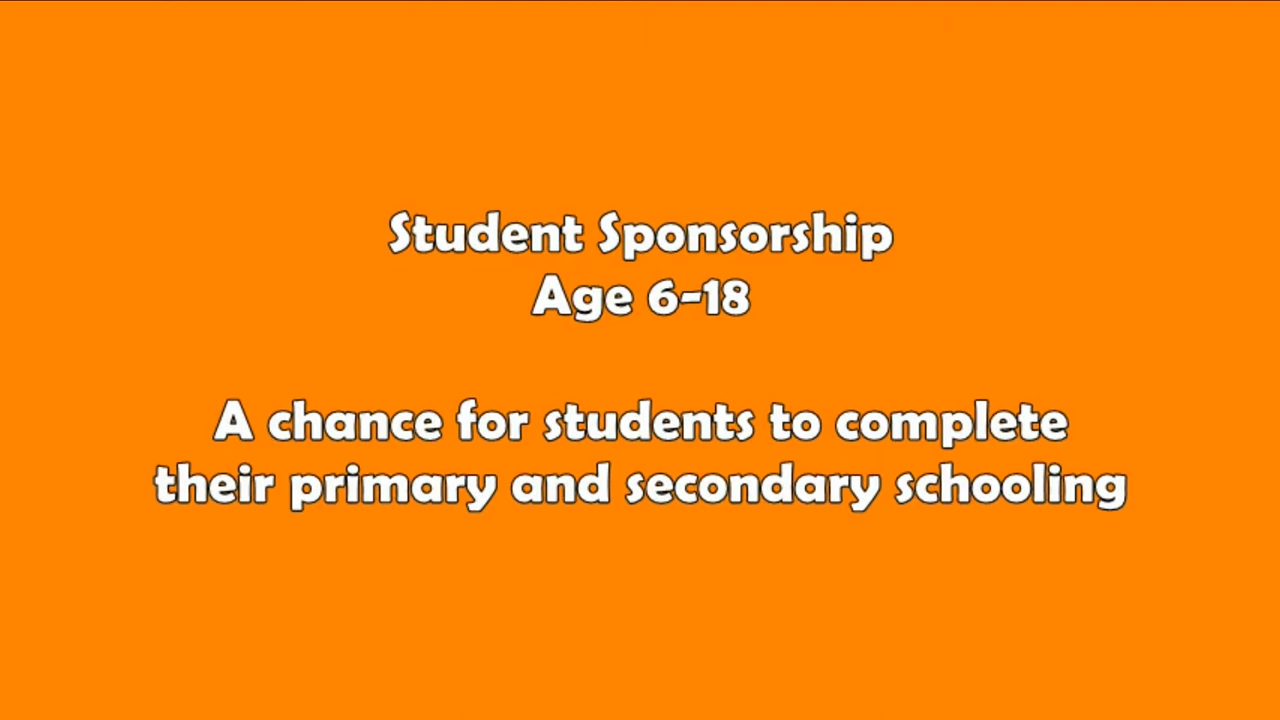 Student Sponsorship
Age 6-18
A chance for students to complete
their primary and secondary schooling